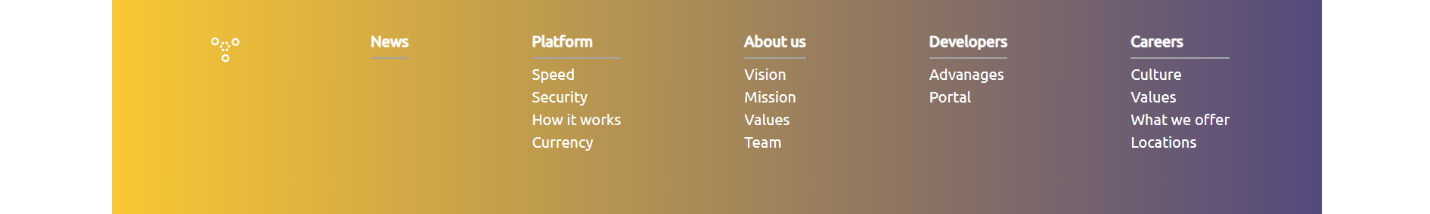 News
Platform
Speed
Security
How it works
Currency
About us
Vision
Mission
Values
Team
Developers
Advanages
Portal
Careers
Culture
Values
What we offer
Locations